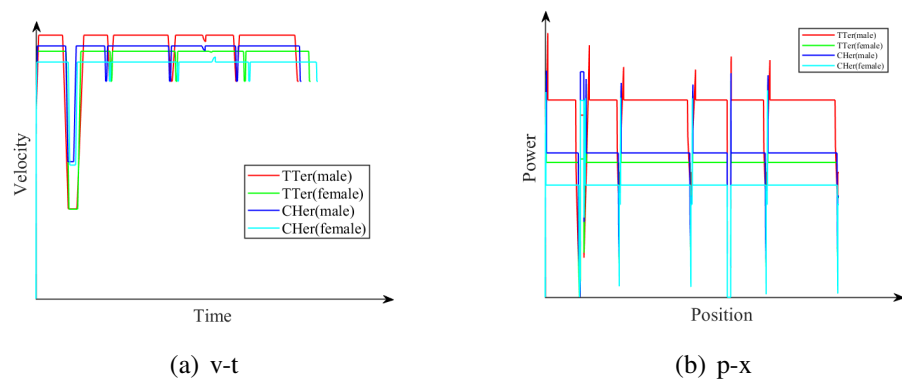 Velocity
TTer(male)
TTer(female)
CHer(male)
CHer(female)
Time
(a) v-t
Power
TTer(male)
TTer(female)
CHer(male)
CHer(female)
Position
(b) p-x